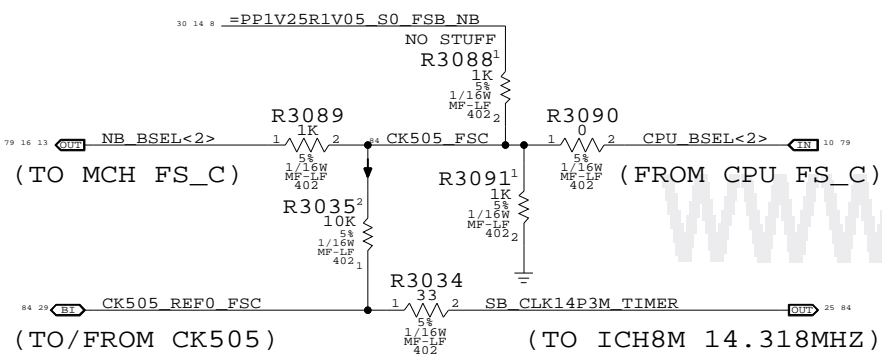 30 14 8 =PP1V25R1V05_S0_FSB_NB
NO STUFF
R3088
1
1K
5%
1/16W
MF-LF
402
2
R3089
1K
1 2
5%
1/16W
MF-LF
402
R3090
0
1 2
5%
1/16W
MF-LF
402
79 16 13 OUT NB_BSEL<2>
84 CK505_FSC
CPU_BSEL<2> IN 10 79
(TO MCH FS_C)
(FROM CPU FS_C)
R3035
2
10K
5%
1/16W
MF-LF
402
1
R3091
1
1K
5%
1/16W
MF-LF
402
2
WWW
R3034
33
1 2
5%
1/16W
MF-LF
402
84 29 BI CK505_REF0_FSC
SB_CLK14P3M_TIMER OUT 25 84
(TO/FROM CK505)
(TO ICH8M 14.318MHZ)